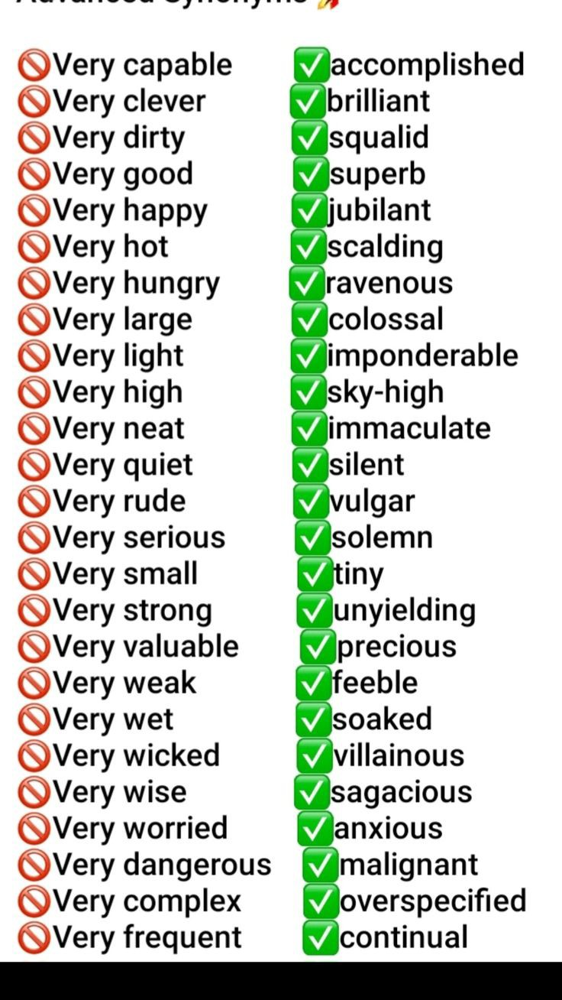 Advanced Synonyms
🚫Very capable ✅accomplished
🚫Very clever ✅brilliant
🚫Very dirty ✅squalid
🚫Very good ✅superb
🚫Very happy ✅jubilant
🚫Very hot ✅scalding
🚫Very hungry ✅ravenous
🚫Very large ✅colossal
🚫Very light ✅imponderable
🚫Very high ✅sky-high
🚫Very neat ✅immaculate
🚫Very quiet ✅silent
🚫Very rude ✅vulgar
🚫Very serious ✅solemn
🚫Very small ✅tiny
🚫Very strong ✅unyielding
🚫Very valuable ✅precious
🚫Very weak ✅feeble
🚫Very wet ✅soaked
🚫Very wicked ✅villainous
🚫Very wise ✅sagacious
🚫Very worried ✅anxious
🚫Very dangerous ✅malignant
🚫Very complex ✅overspecified
🚫Very frequent ✅continual